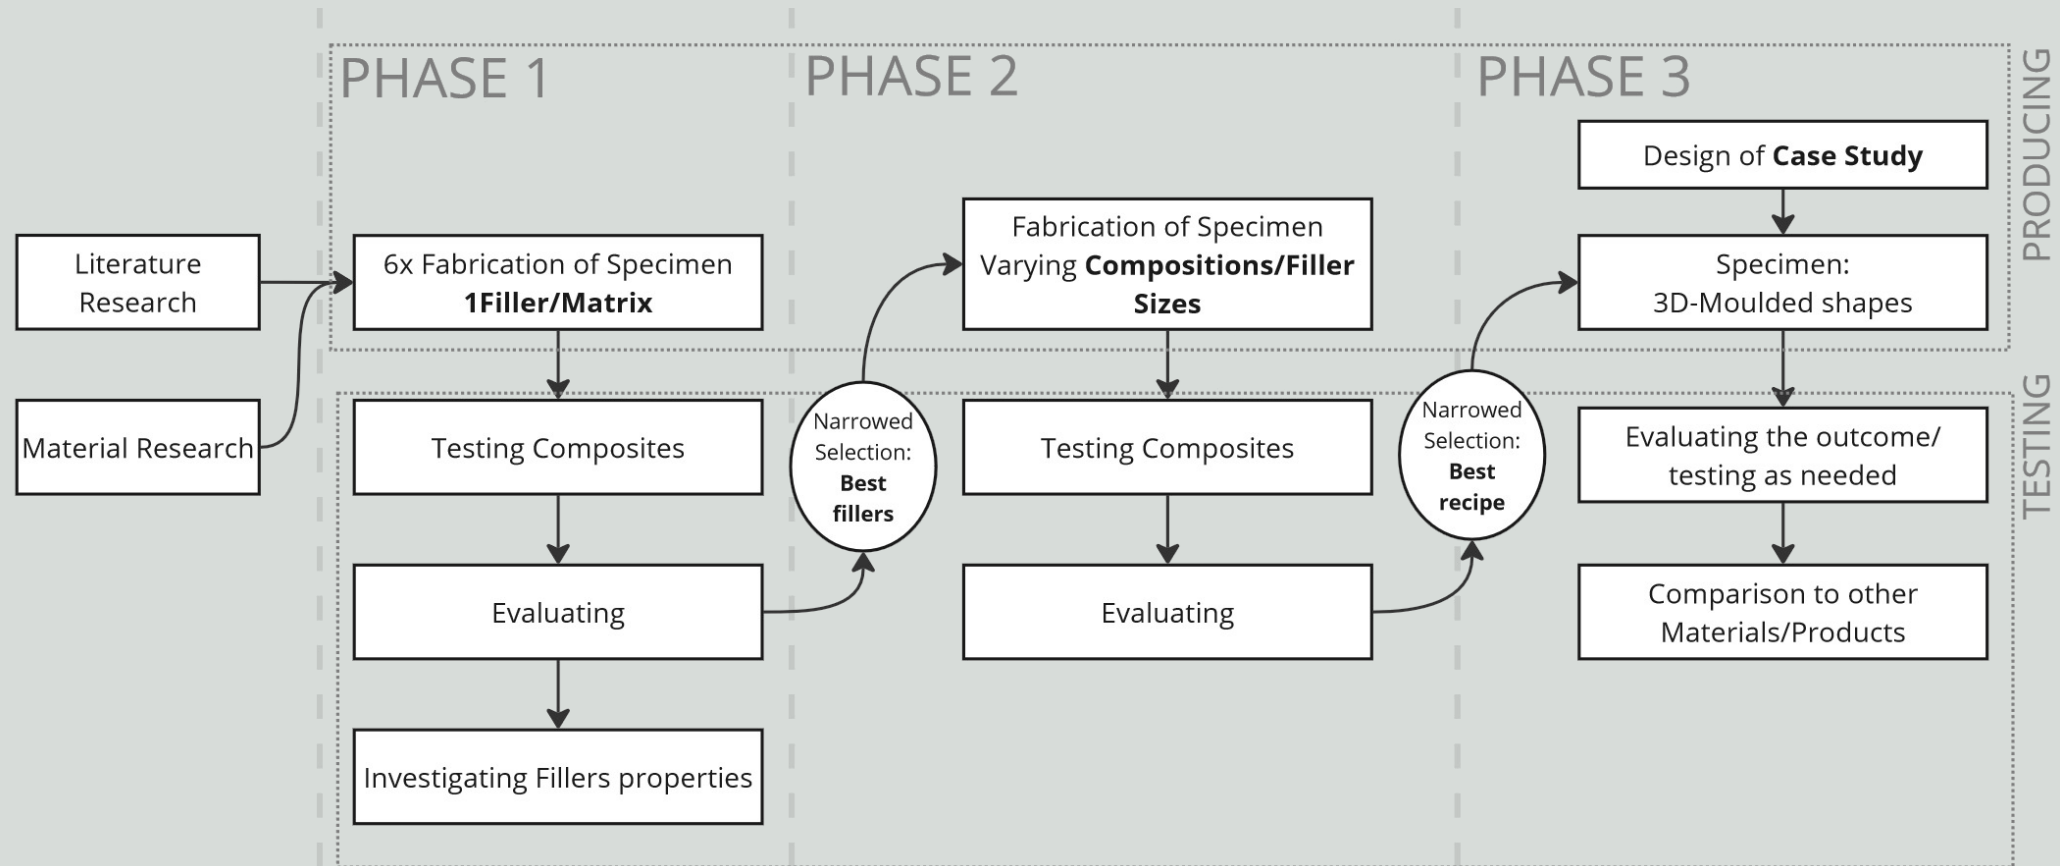 PHASE 1
PHASE 2
PHASE 3
PRODUCING
TESTING
Literature
Research
Material Research
6x Fabrication of Specimen
1Filler/Matrix
Testing Composites
Evaluating
Investigating Fillers properties
Narrowed
Selection:
Best
fillers
Fabrication of Specimen
Varying Compositions/Filler
Sizes
Testing Composites
Evaluating
Narrowed
Selection:
Best
recipe
Design of Case Study
Specimen:
3D-Moulded shapes
Evaluating the outcome/
testing as needed
Comparison to other
Materials/Products